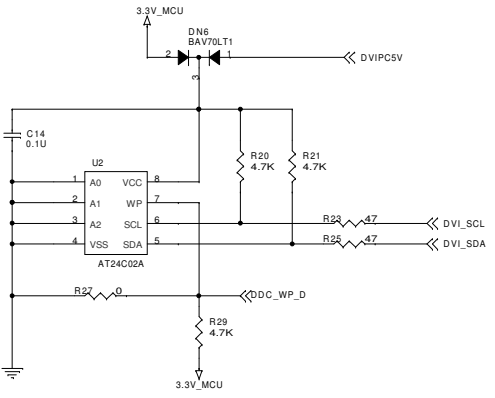 3.3V_MCU
DN6
BAV70LT1
2
1
DVIPC5V
3
C14
0.1U
R20
4.7K
R21
4.7K
U2
1 A0 VCC 8
2 A1 WP 7
3 A2 SCL 6
4 VSS SDA 5
AT24C02A
R23 47 DVI_SCL
R25 47 DVI_SDA
R27 0
DDC_WP_D
R29
4.7K
3.3V_MCU